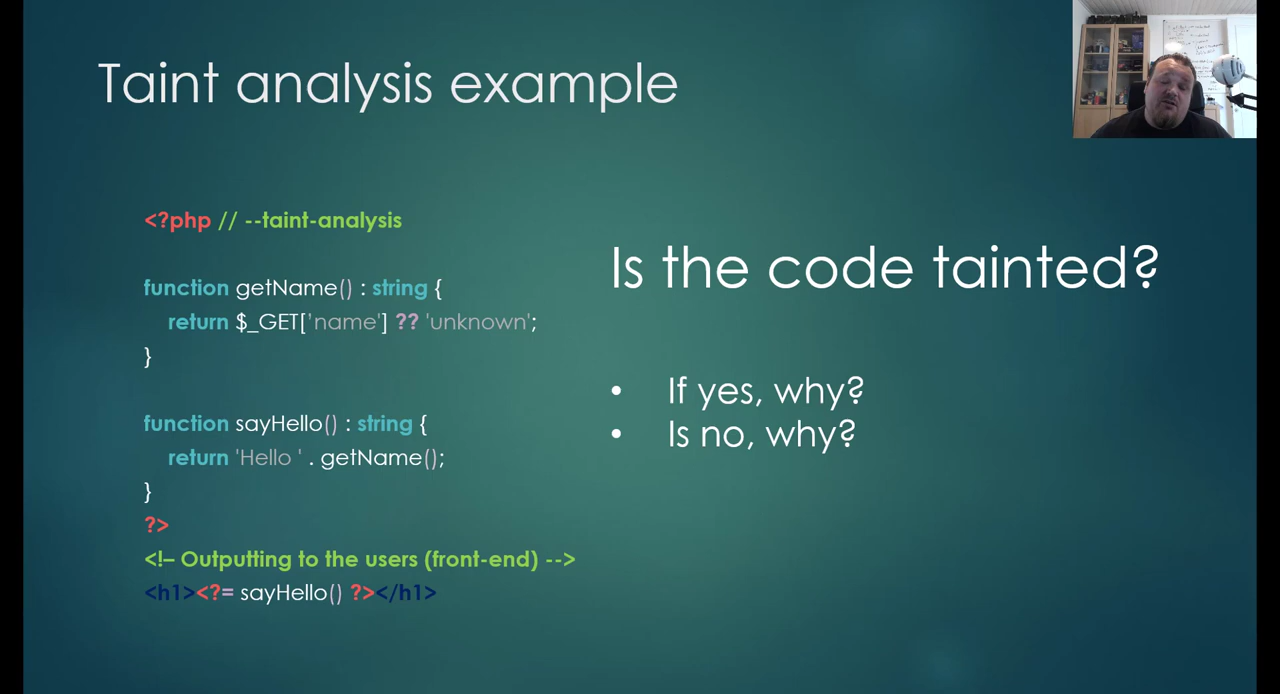 Taint analysis example
<?php // --taint-analysis
function getName() : string {
return $_GET['name'] ?? 'unknown';
}
function sayHello() : string {
return 'Hello ' . getName();
}
?>
<!– Outputting to the users (front-end) -->
<h1><?= sayHello() ?></h1>
Is the code tainted?
• If yes, why?
• Is no, why?